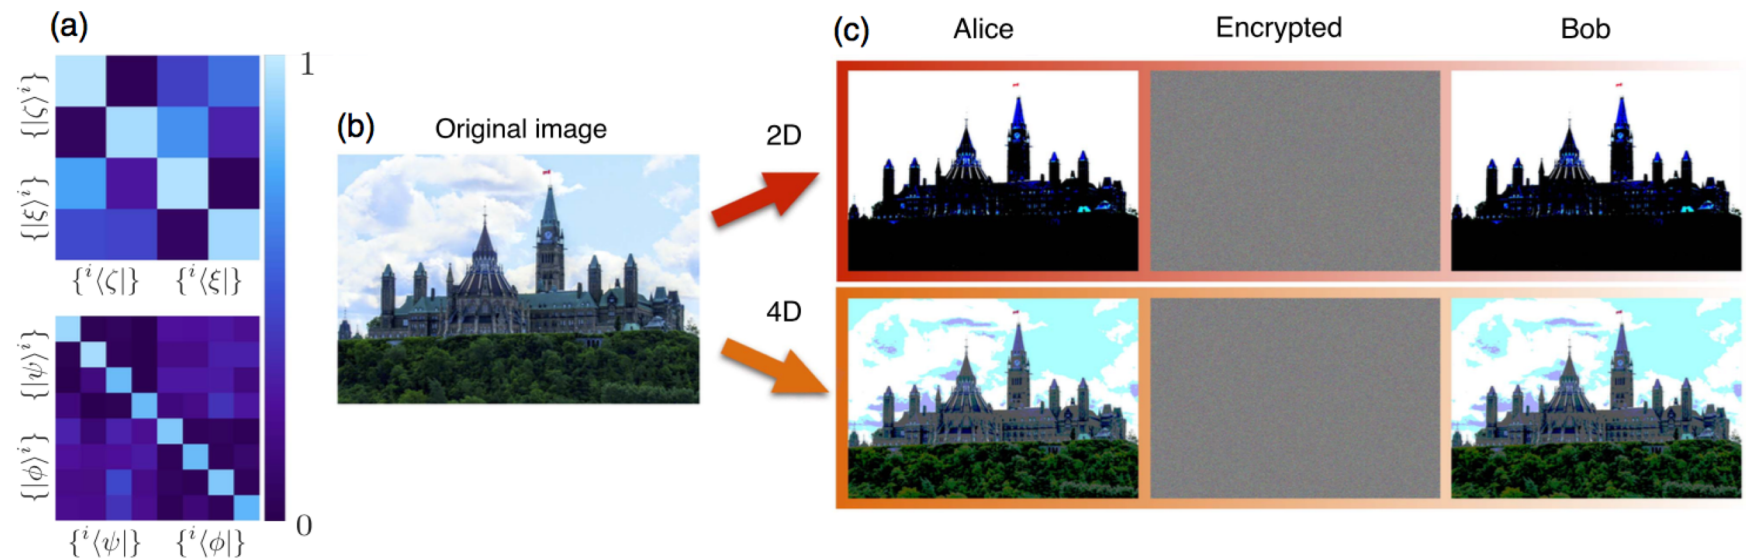 (a)
1
0
{|ζ⟩ⁱ}
{|ξ⟩ⁱ}
{ⁱ⟨ζ|}
{ⁱ⟨ξ|}
{|ψ⟩ⁱ}
{|ϕ⟩ⁱ}
{ⁱ⟨ψ|}
{ⁱ⟨ϕ|}
(b)
Original image
2D
4D
(c)
Alice
Encrypted
Bob